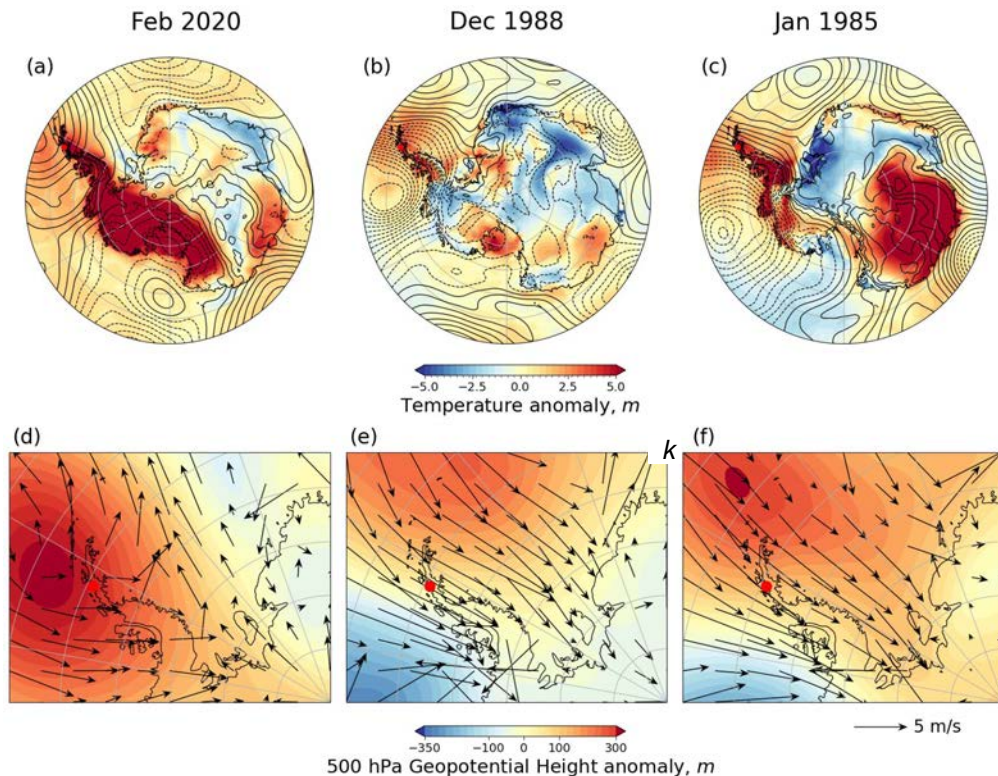 Feb 2020 Dec 1988 Jan 1985
(a) (b) (c)
−5.0 −2.5 0.0 2.5 5.0
Temperature anomaly, m
(d) (e) k (f)
−350 −100 0 100 300
500 hPa Geopotential Height anomaly, m
5 m/s